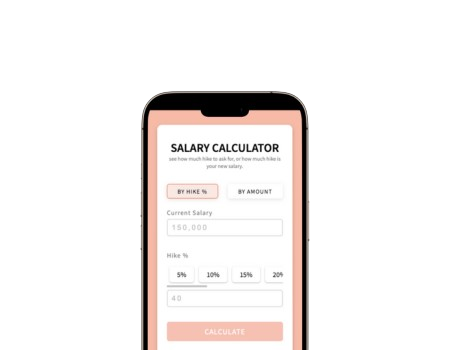 SALARY CALCULATOR
see how much hike to ask for, or how much hike is
your new salary.
BY HIKE % BY AMOUNT
Current Salary
150,000
Hike %
5% 10% 15% 20%
40
CALCULATE